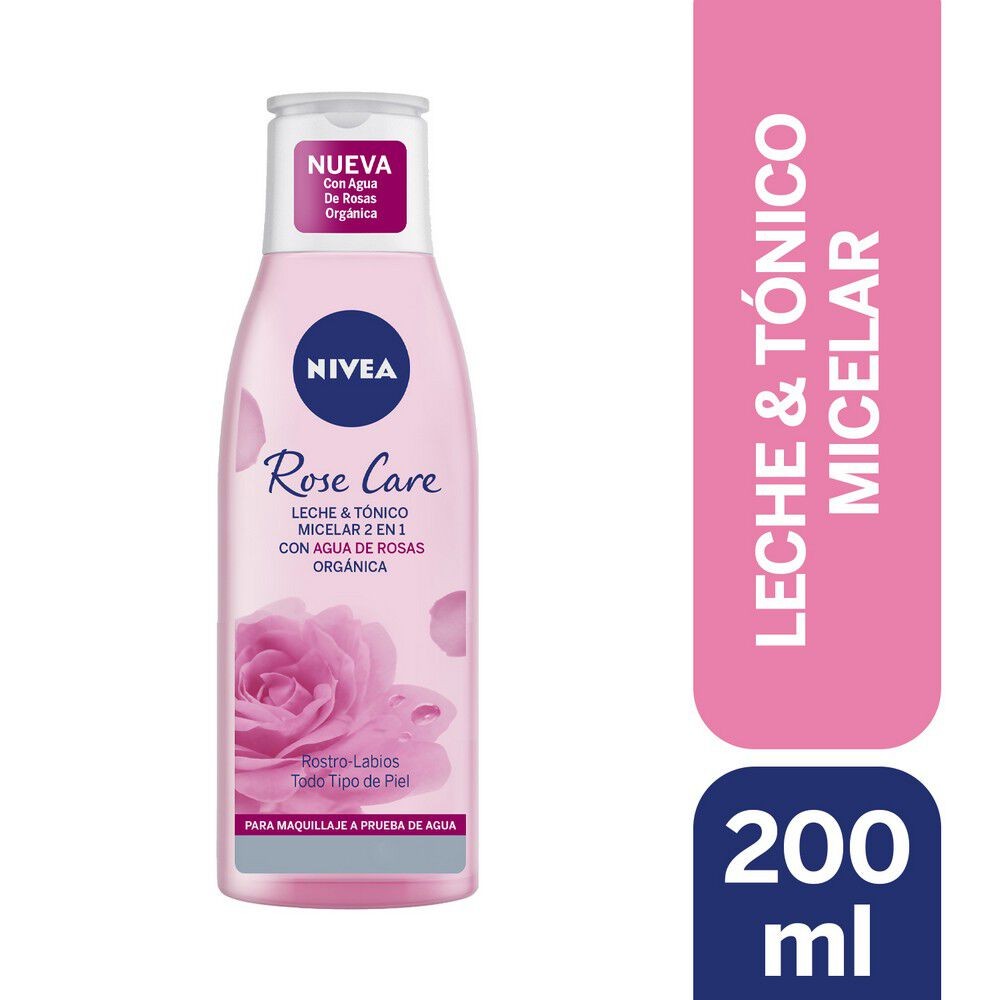 NUEVA
Con Agua
De Rosas
Orgánica
NIVEA
Rose Care
LECHE & TÓNICO
MICELAR 2 EN 1
CON AGUA DE ROSAS
ORGÁNICA
Rostro-Labios
Todo Tipo de Piel
PARA MAQUILLAJE A PRUEBA DE AGUA
LECHE & TÓNICO
MICELAR
200
ml